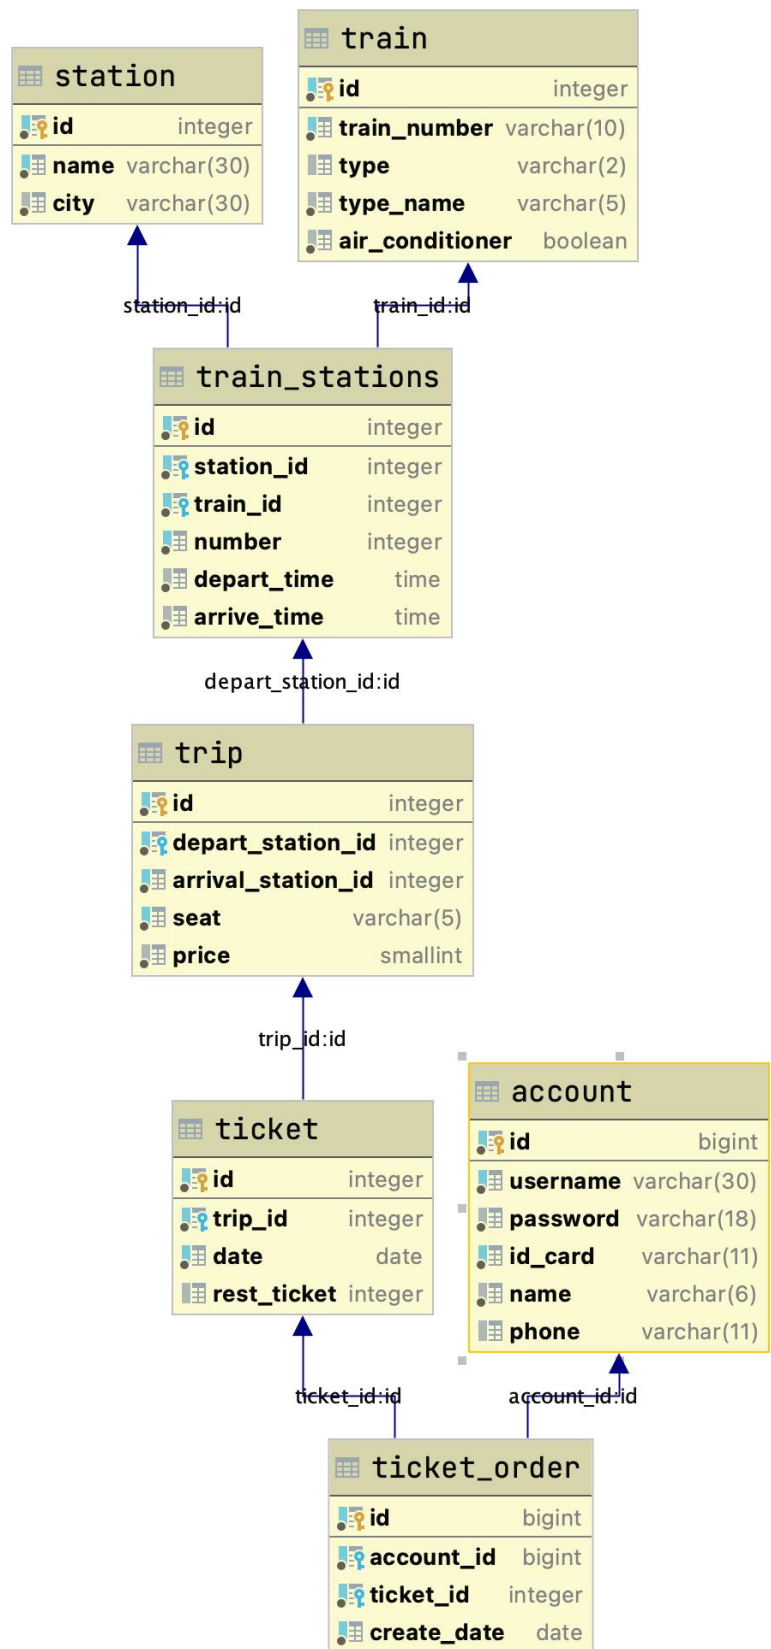 station
id integer
name varchar(30)
city varchar(30)
train
id integer
train_number varchar(10)
type varchar(2)
type_name varchar(5)
air_conditioner boolean
station_id:id
train_id:id
train_stations
id integer
station_id integer
train_id integer
number integer
depart_time time
arrive_time time
depart_station_id:id
trip
id integer
depart_station_id integer
arrival_station_id integer
seat varchar(5)
price smallint
trip_id:id
ticket
id integer
trip_id integer
date date
rest_ticket integer
account
id bigint
username varchar(30)
password varchar(18)
id_card varchar(11)
name varchar(6)
phone varchar(11)
ticket_id:id
account_id:id
ticket_order
id bigint
account_id bigint
ticket_id integer
create_date date